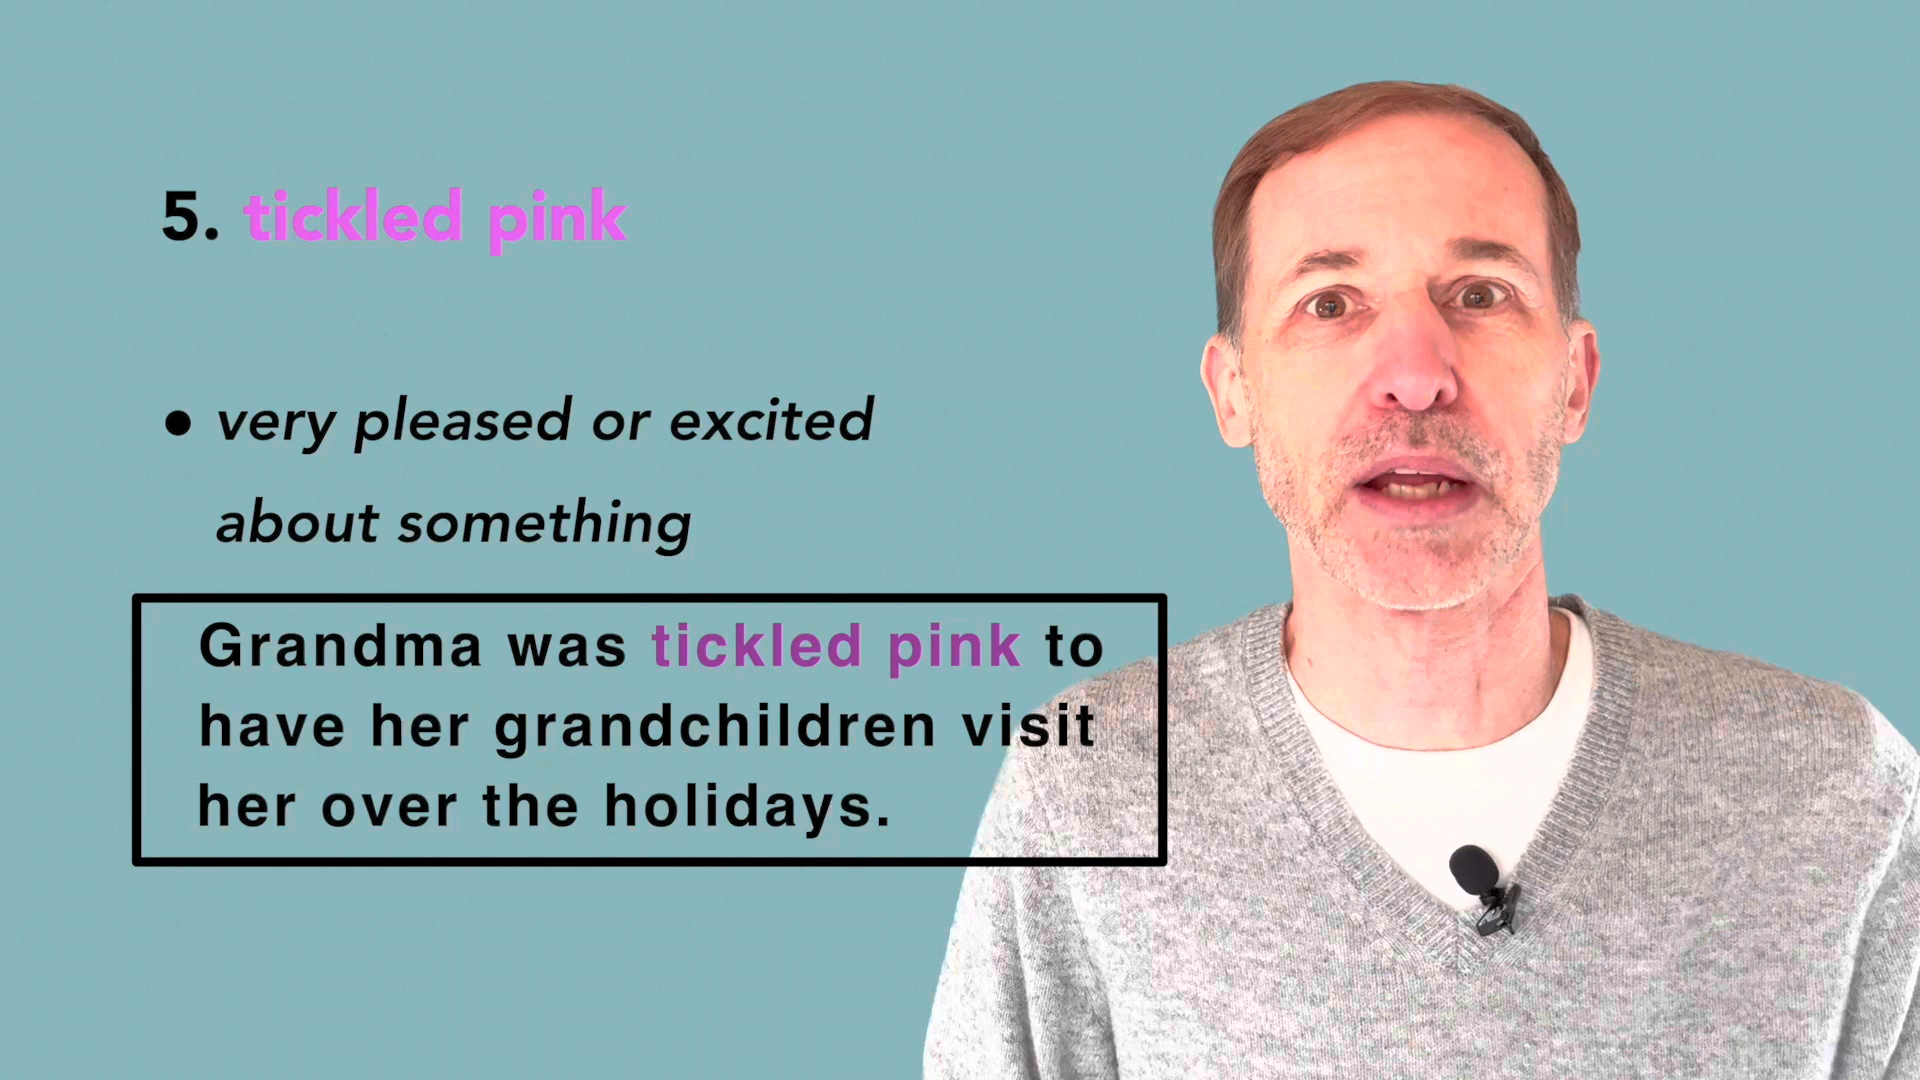 5. tickled pink
● very pleased or excited
about something
Grandma was tickled pink to
have her grandchildren visit
her over the holidays.